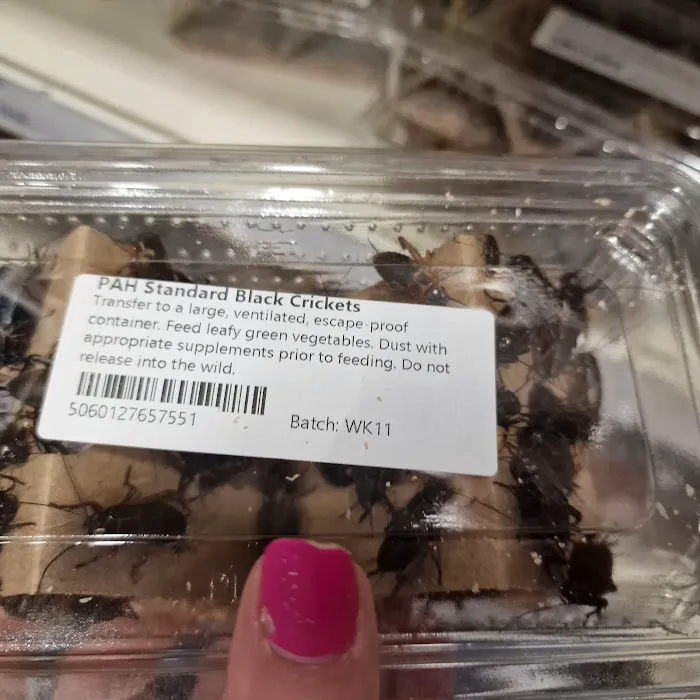 PAH Standard Black Crickets
Transfer to a large, ventilated, escape-proof
container. Feed leafy green vegetables. Dust with
appropriate supplements prior to feeding. Do not
release into the wild.
5060127657551
Batch: WK11